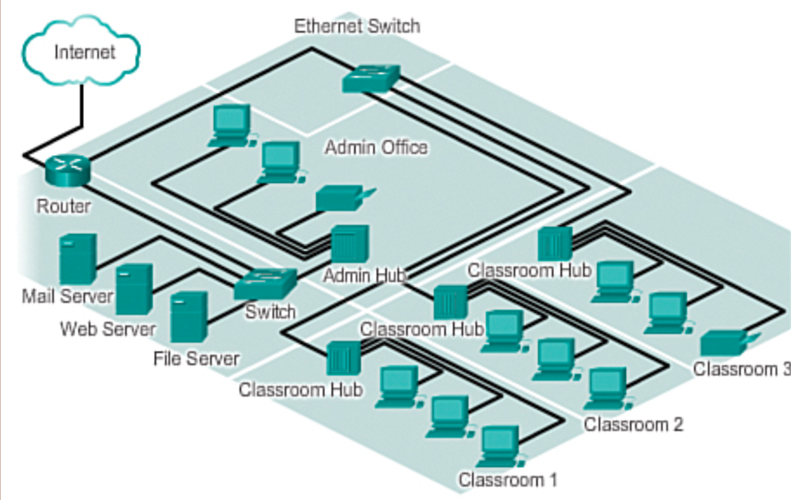 Ethernet Switch
Internet
Admin Office
Router
Admin Hub
Classroom Hub
Mail Server
Switch
Web Server
Classroom Hub
File Server
Classroom 3
Classroom Hub
Classroom 2
Classroom 1